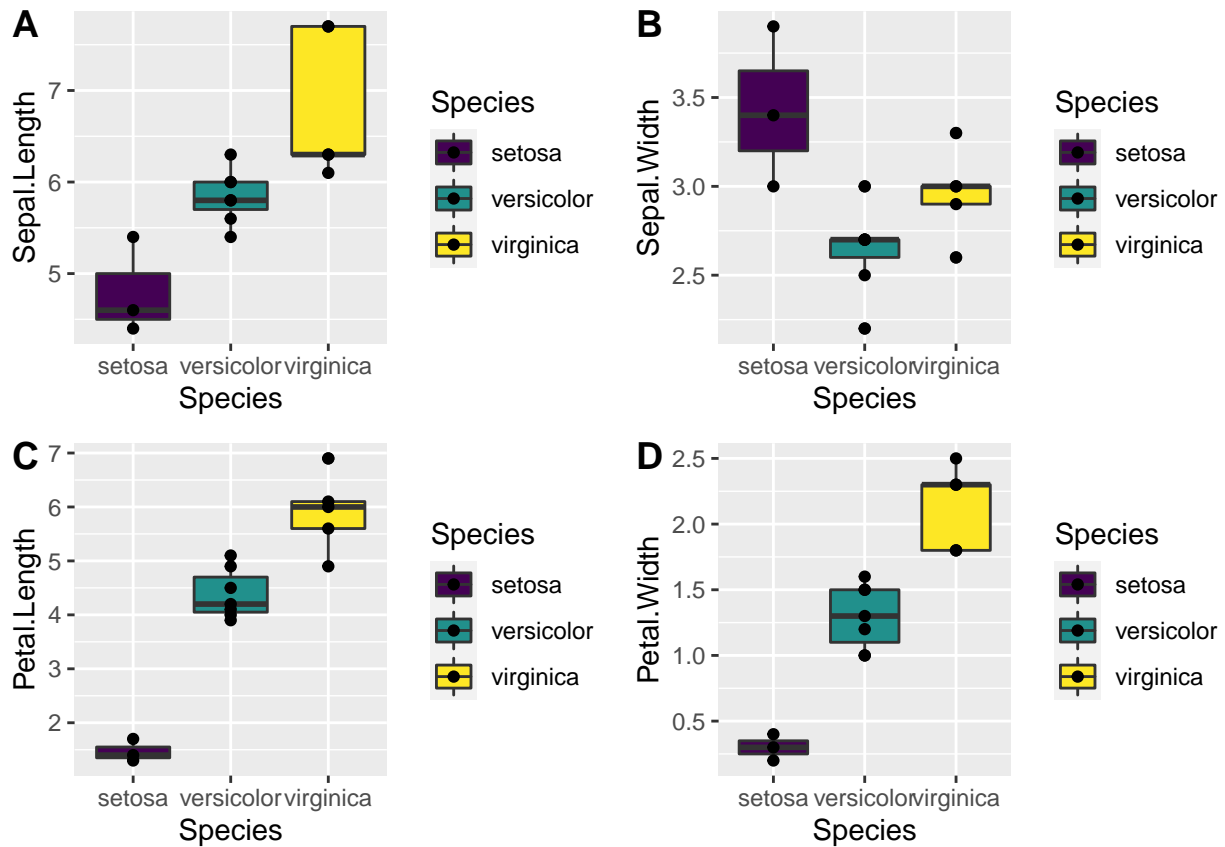 A
Sepal.Length
7
6
5
setosa versicolor virginica
Species
Species
setosa
versicolor
virginica
B
Sepal.Width
3.5
3.0
2.5
setosa versicolor virginica
Species
Species
setosa
versicolor
virginica
C
Petal.Length
7
6
5
4
3
2
setosa versicolor virginica
Species
Species
setosa
versicolor
virginica
D
Petal.Width
2.5
2.0
1.5
1.0
0.5
setosa versicolor virginica
Species
Species
setosa
versicolor
virginica